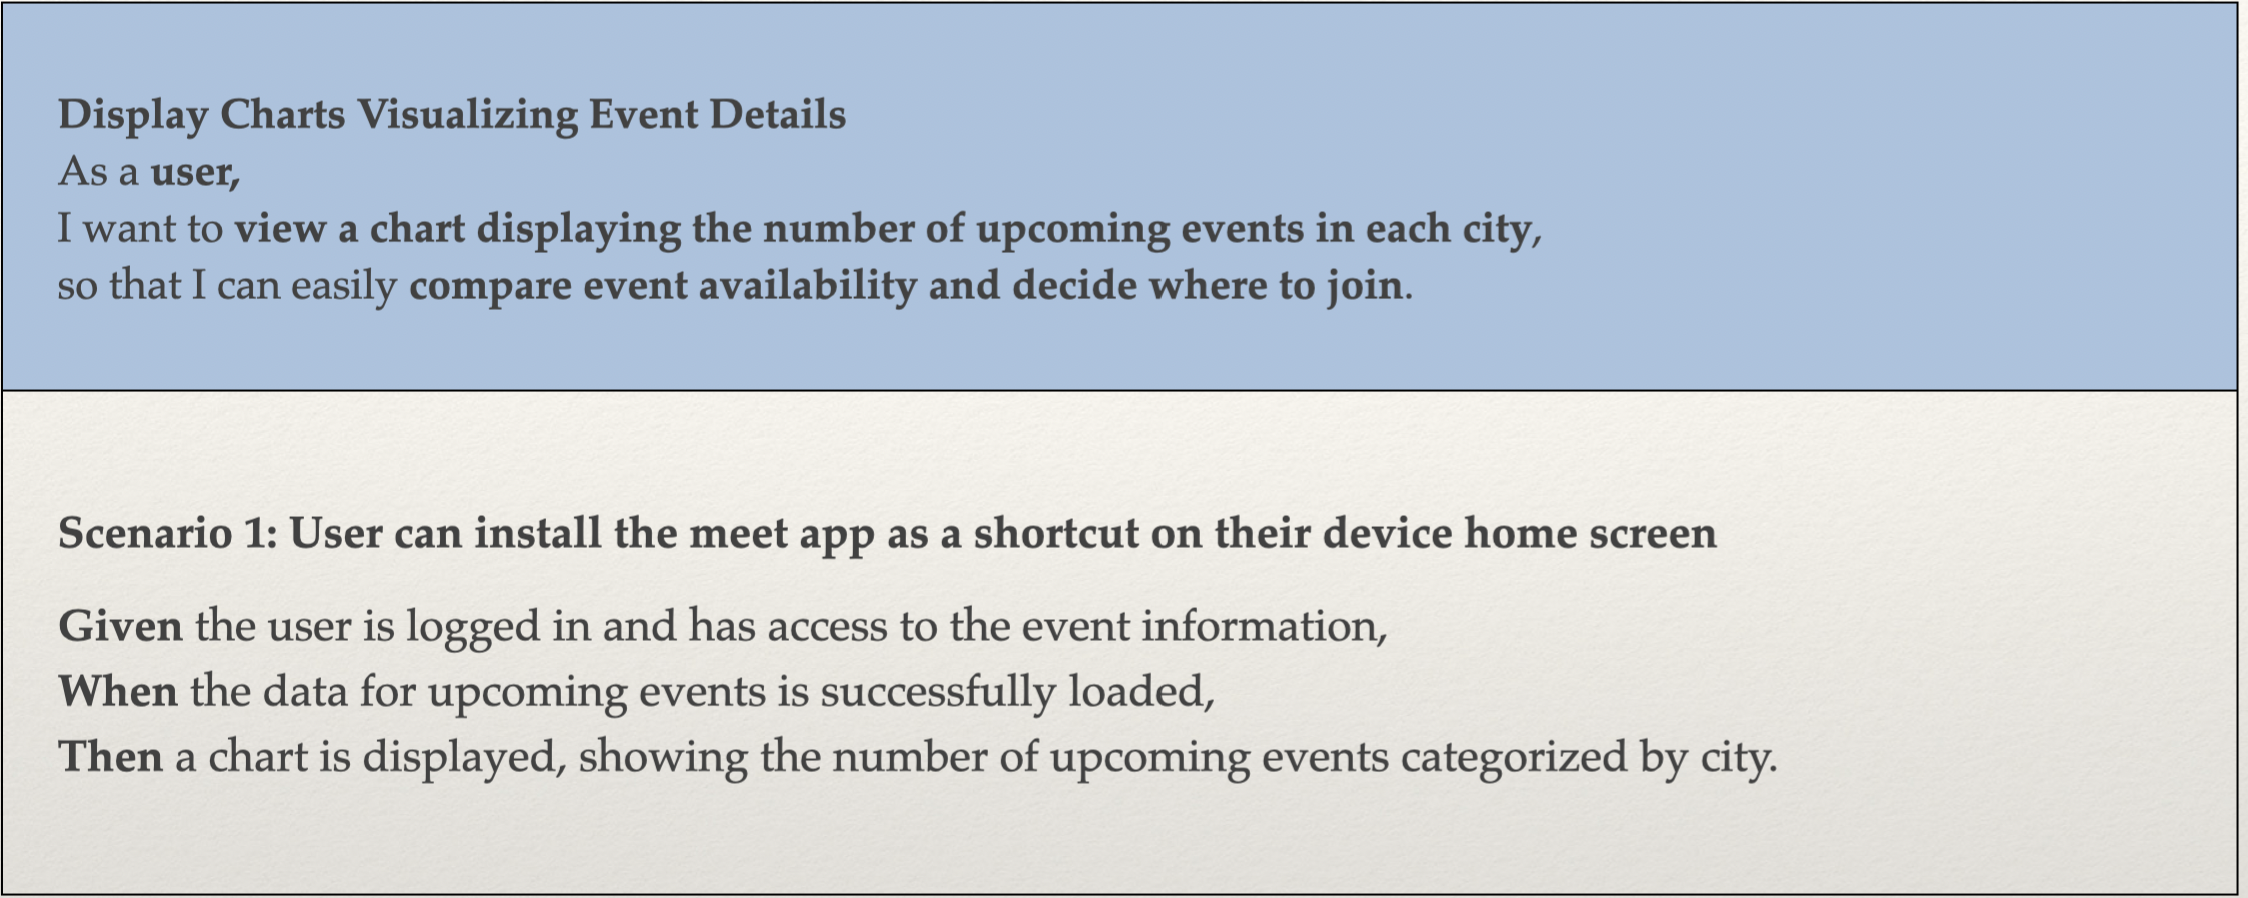 Display Charts Visualizing Event Details
As a user,
I want to view a chart displaying the number of upcoming events in each city,
so that I can easily compare event availability and decide where to join.
Scenario 1: User can install the meet app as a shortcut on their device home screen
Given the user is logged in and has access to the event information,
When the data for upcoming events is successfully loaded,
Then a chart is displayed, showing the number of upcoming events categorized by city.